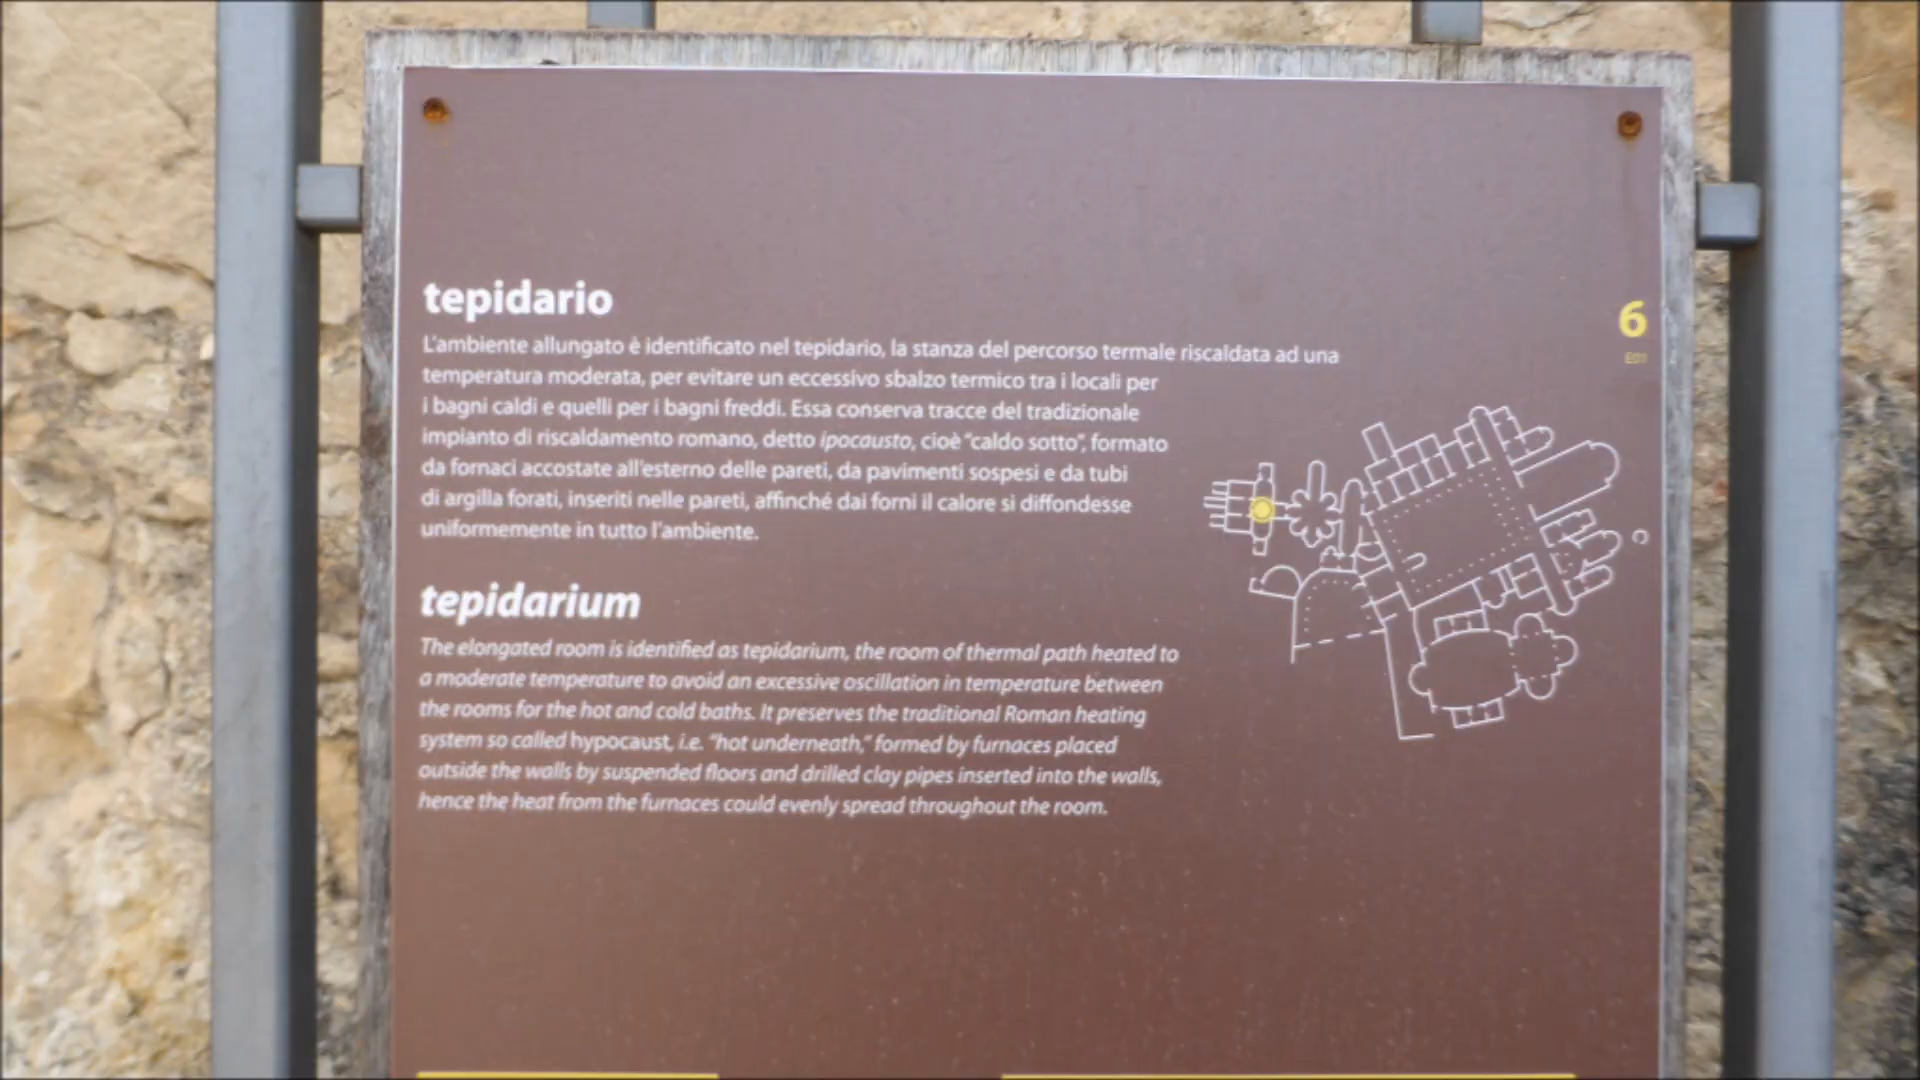 tepidario
L'ambiente allungato è identificato nel tepidario, la stanza del percorso termale riscaldata ad una
temperatura moderata, per evitare un eccessivo sbalzo termico tra i locali per
i bagni caldi e quelli per i bagni freddi. Essa conserva tracce del tradizionale
impianto di riscaldamento romano, detto ipocausto, cioè “caldo sotto”, formato
da fornaci accostate all'esterno delle pareti, da pavimenti sospesi e da tubi
di argilla forati, inseriti nelle pareti, affinché dai forni il calore si diffondesse
uniformemente in tutto l'ambiente.
6
E01
tepidarium
The elongated room is identified as tepidarium, the room of thermal path heated to
a moderate temperature to avoid an excessive oscillation in temperature between
the rooms for the hot and cold baths. It preserves the traditional Roman heating
system so called hypocaust, i.e. “hot underneath,” formed by furnaces placed
outside the walls by suspended floors and drilled clay pipes inserted into the walls,
hence the heat from the furnaces could evenly spread throughout the room.